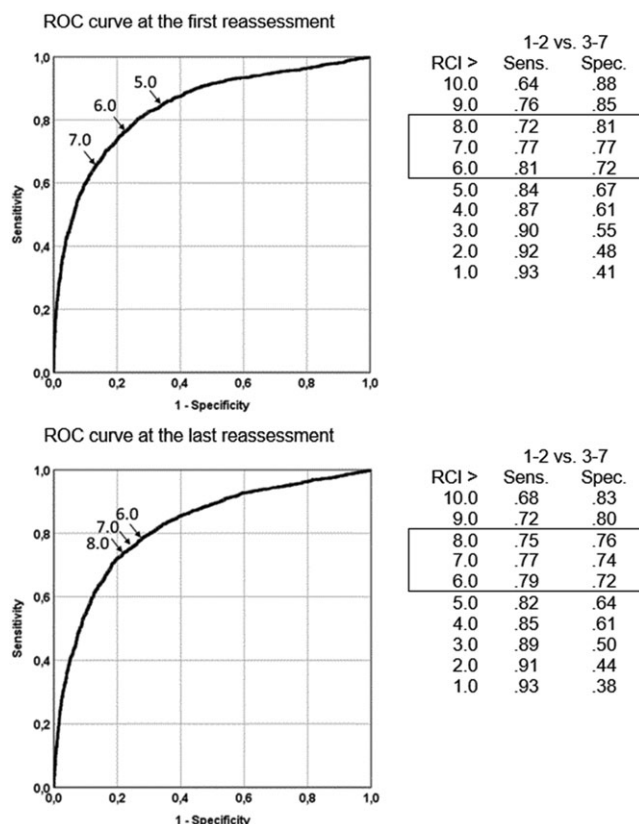 ROC curve at the first reassessment
1,0
0,8
0,6
0,4
0,2
0,0
Sensitivity
5.0
6.0
7.0
0,0 0,2 0,4 0,6 0,8 1,0
1 - Specificity
1-2 vs. 3-7
RCI > Sens. Spec.
10.0 .64 .88
9.0 .76 .85
8.0 .72 .81
7.0 .77 .77
6.0 .81 .72
5.0 .84 .67
4.0 .87 .61
3.0 .90 .55
2.0 .92 .48
1.0 .93 .41
ROC curve at the last reassessment
1,0
0,8
0,6
0,4
0,2
0,0
Sensitivity
6.0
7.0
8.0
0,0 0,2 0,4 0,6 0,8 1,0
1 - Specificity
1-2 vs. 3-7
RCI > Sens. Spec.
10.0 .68 .83
9.0 .72 .80
8.0 .75 .76
7.0 .77 .74
6.0 .79 .72
5.0 .82 .64
4.0 .85 .61
3.0 .89 .50
2.0 .91 .44
1.0 .93 .38